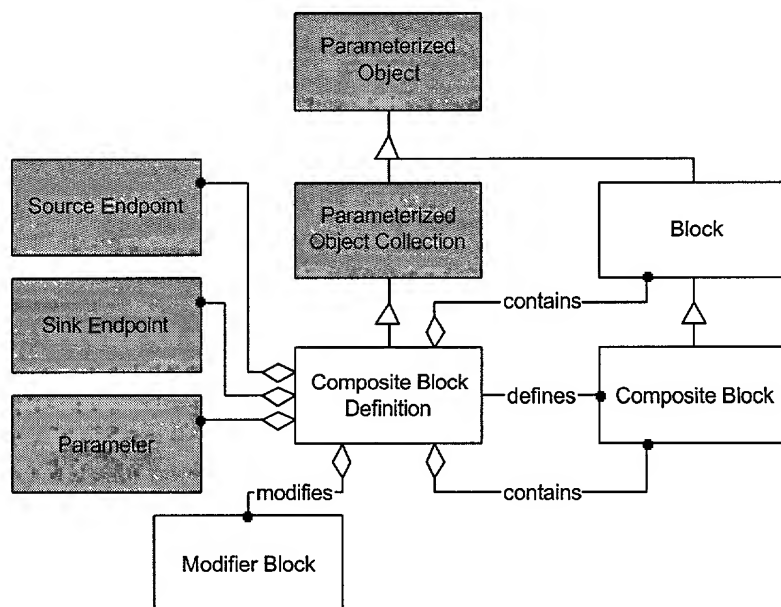 Parameterized
Object
Source Endpoint
Parameterized
Object Collection
Block
Sink Endpoint
contains
Composite Block
Definition
defines
Composite Block
Parameter
modifies
contains
Modifier Block